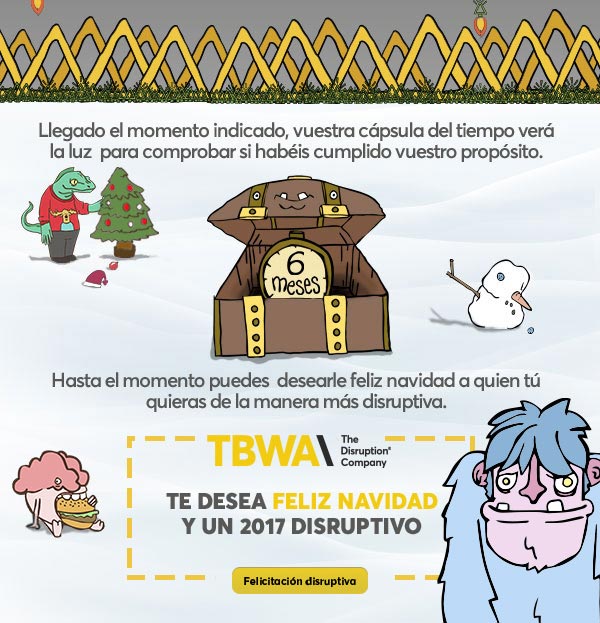 Llegado el momento indicado, vuestra cápsula del tiempo verá
la luz para comprobar si habéis cumplido vuestro propósito.
6
meses
Hasta el momento puedes desearle feliz navidad a quien tú
quieras de la manera más disruptiva.
TBWA\ The
Disruption®
Company
TE DESEA FELIZ NAVIDAD
Y UN 2017 DISRUPTIVO
Felicitación disruptiva